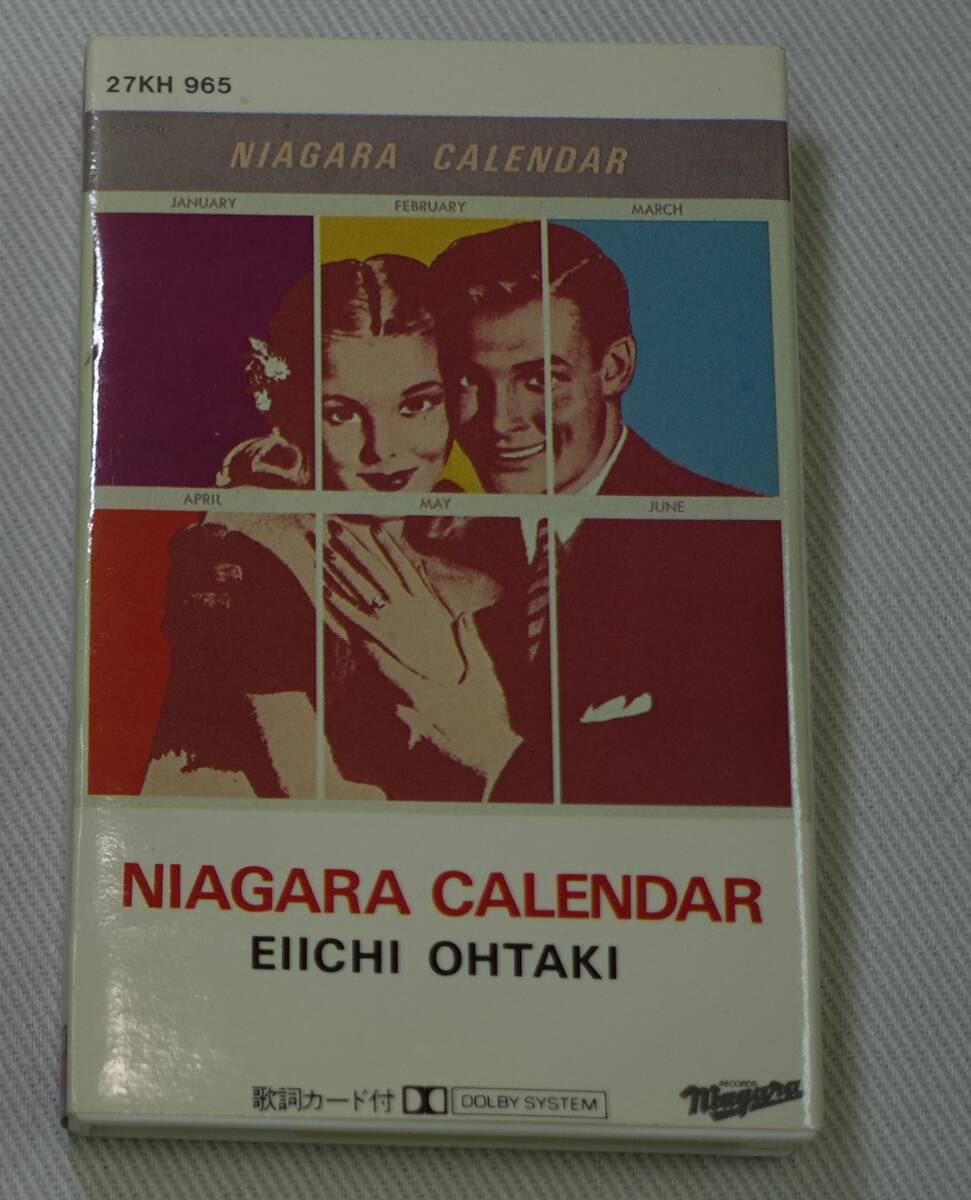 27KH 965
NIAGARA CALENDAR
JANUARY FEBRUARY MARCH
APRIL MAY JUNE
NIAGARA CALENDAR
EIICHI OHTAKI
歌詞カード付 DOLBY SYSTEM
RECORDS
Niagara